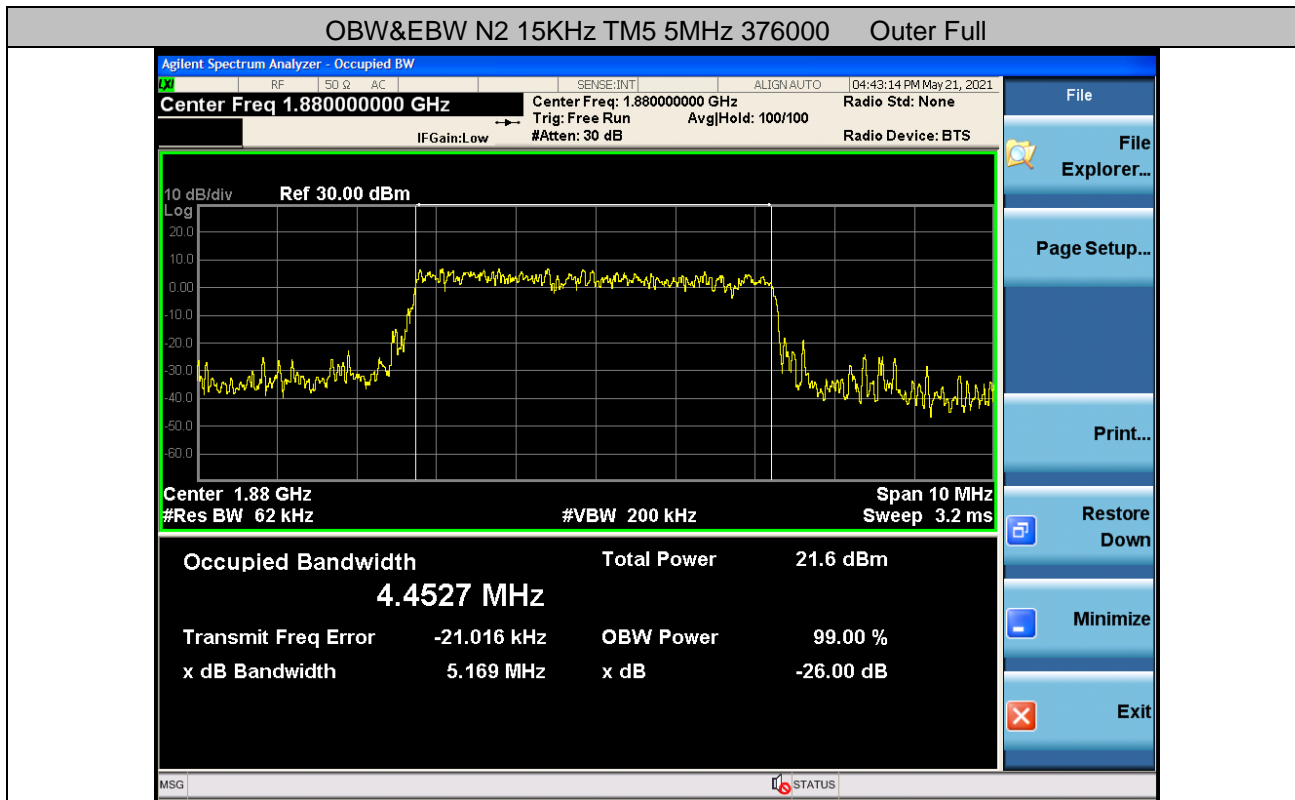 OBW&EBW N2 15KHz TM5 5MHz 376000 Outer Full
Agilent Spectrum Analyzer - Occupied BW
LXI RF 50 Ω AC SENSE:INT ALIGN AUTO 04:43:14 PM May 21, 2021
Center Freq 1.880000000 GHz
Center Freq: 1.880000000 GHz
Radio Std: None
Trig: Free Run Avg|Hold: 100/100
IFGain:Low
#Atten: 30 dB
Radio Device: BTS
10 dB/div Ref 30.00 dBm
Log
20.0
10.0
0.00
-10.0
-20.0
-30.0
-40.0
-50.0
-60.0
Center 1.88 GHz
Span 10 MHz
#Res BW 62 kHz
#VBW 200 kHz
Sweep 3.2 ms
Occupied Bandwidth
4.4527 MHz
Total Power 21.6 dBm
Transmit Freq Error -21.016 kHz
OBW Power 99.00 %
x dB Bandwidth 5.169 MHz
x dB -26.00 dB
File
File
Explorer...
Page Setup...
Print...
Restore
Down
Minimize
Exit
MSG
STATUS